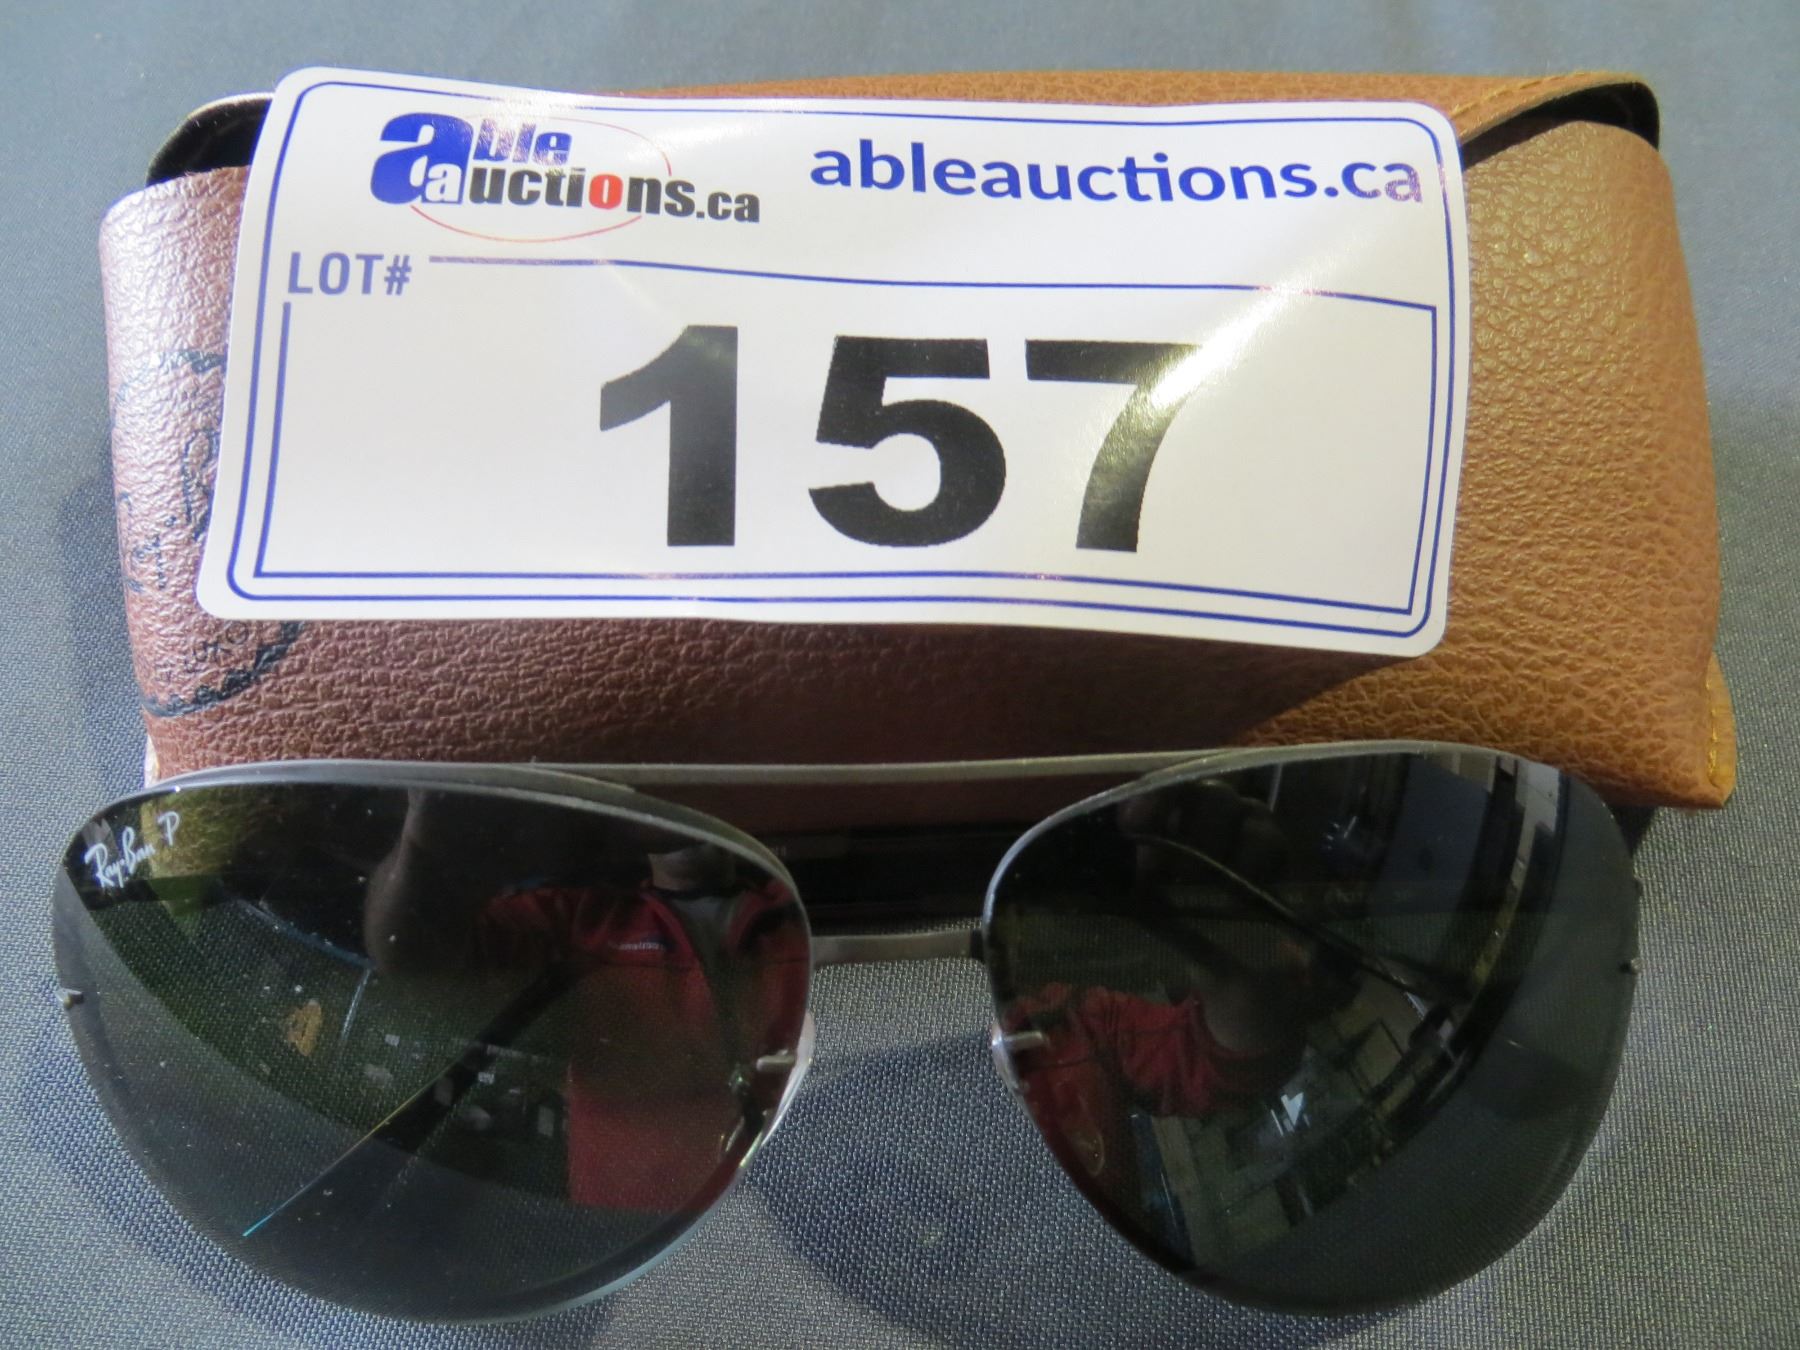 able
auctions.ca
ableauctions.ca
LOT#
157
Ray-Ban P